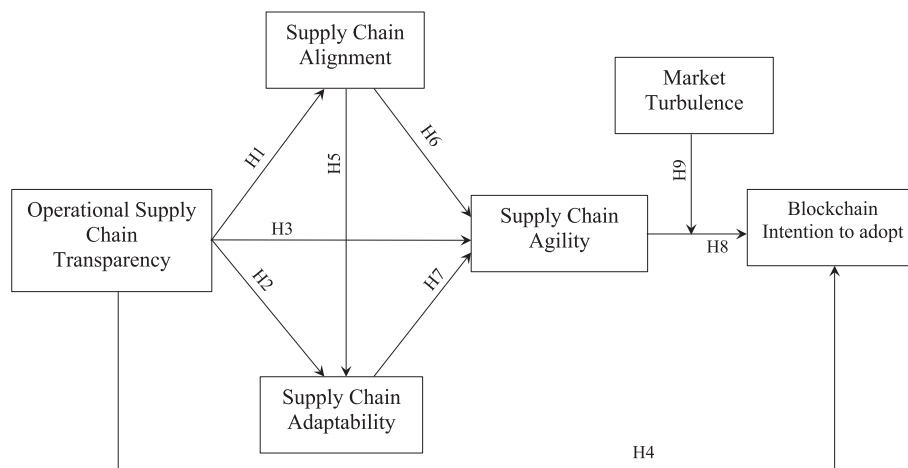 Supply Chain
Alignment
Market
Turbulence
H1
H5
H6
H9
Operational Supply
Chain
Transparency
H3
Supply Chain
Agility
H8
Blockchain
Intention to adopt
H2
H7
Supply Chain
Adaptability
H4